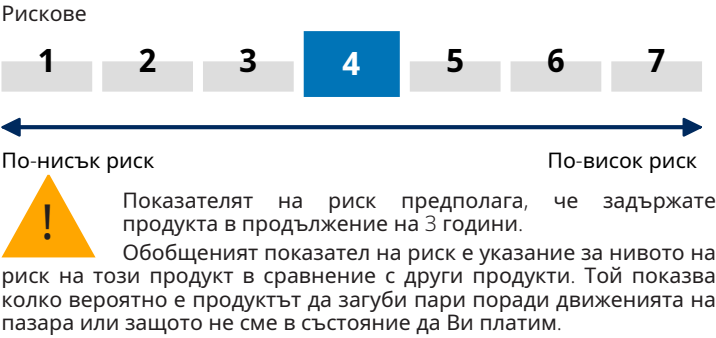 Рискове
1 2 3 4 5 6 7
По-нисък риск По-висок риск
! Показателят на риск предполага, че задържате
продукта в продължение на 3 години.
Обобщеният показател на риск е указание за нивото на
риск на този продукт в сравнение с други продукти. Той показва
колко вероятно е продуктът да загуби пари поради движенията на
пазара или защото не сме в състояние да Ви платим.